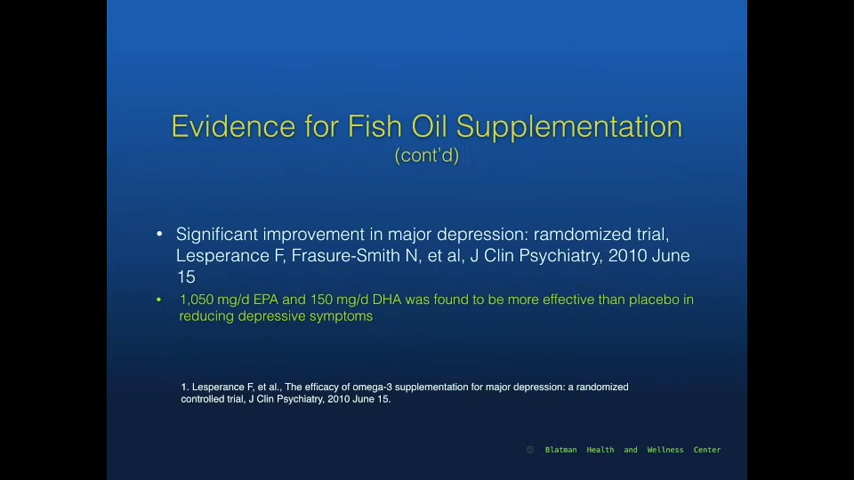 Evidence for Fish Oil Supplementation
(cont'd)
• Significant improvement in major depression: ramdomized trial,
Lesperance F, Frasure-Smith N, et al, J Clin Psychiatry, 2010 June
15
• 1,050 mg/d EPA and 150 mg/d DHA was found to be more effective than placebo in
reducing depressive symptoms
1. Lesperance F, et al., The efficacy of omega-3 supplementation for major depression: a randomized
controlled trial, J Clin Psychiatry, 2010 June 15.
Blatman Health and Wellness Center